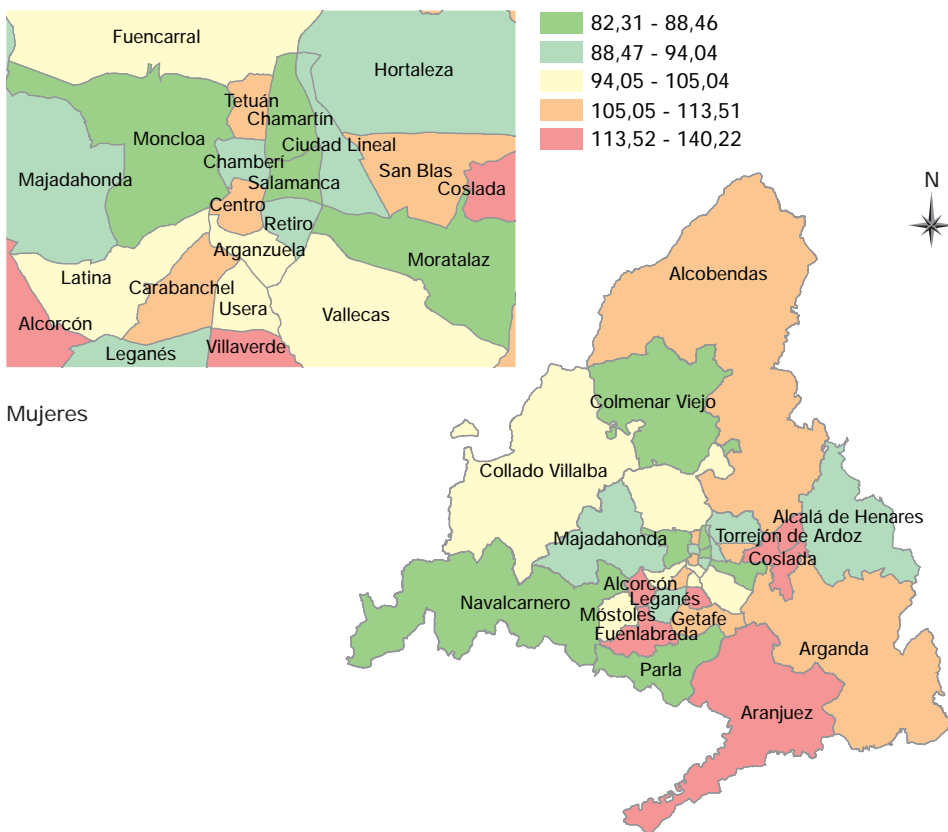 82,31 - 88,46
88,47 - 94,04
94,05 - 105,04
105,05 - 113,51
113,52 - 140,22
Fuencarral
Hortaleza
Tetuán
Chamartín
Moncloa
Ciudad Lineal
Chamberí
San Blas
Majadahonda
Salamanca
Coslada
Centro
Retiro
Arganzuela
Moratalaz
Latina
Carabanchel
Usera
Vallecas
Alcorcón
Villaverde
Leganés
N
Mujeres
Alcobendas
Colmenar Viejo
Collado Villalba
Alcalá de Henares
Majadahonda
Torrejón de Ardoz
Coslada
Alcorcón
Navalcarnero
Leganés
Móstoles
Getafe
Fuenlabrada
Arganda
Parla
Aranjuez